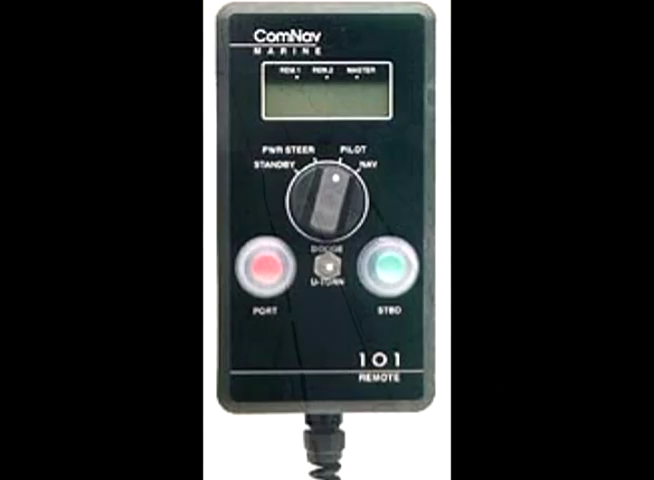 ComNav
MARINE
REM.1 REM.2 MASTER
PWR STEER PILOT
STANDBY NAV
DODGE
U-TURN
PORT STBD
101
REMOTE